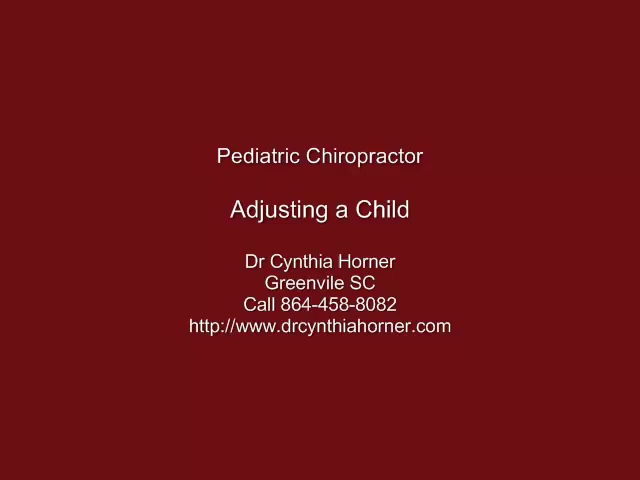 Pediatric Chiropractor
Adjusting a Child
Dr Cynthia Horner
Greenvile SC
Call 864-458-8082
http://www.drcynthiahorner.com